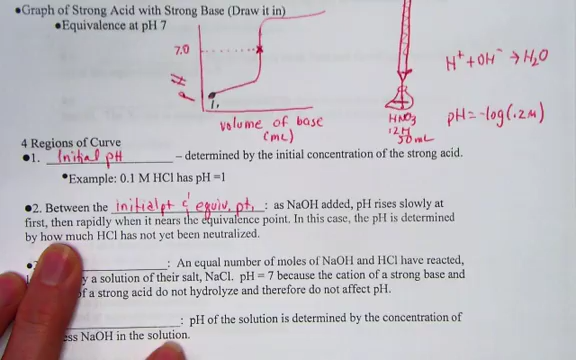 •Graph of Strong Acid with Strong Base (Draw it in)
•Equivalence at pH 7
7.0
pH
1.
volume of base
(mL)
HNO3
50mL
H+ + OH- → H2O
pH = -log(.2M)
4 Regions of Curve
•1. Initial pH – determined by the initial concentration of the strong acid.
•Example: 0.1 M HCl has pH =1
•2. Between the initial pt & equiv. pt. : as NaOH added, pH rises slowly at
first, then rapidly when it nears the equivalence point. In this case, the pH is determined
by how much HCl has not yet been neutralized.
: An equal number of moles of NaOH and HCl have reacted,
y a solution of their salt, NaCl. pH = 7 because the cation of a strong base and
of a strong acid do not hydrolyze and therefore do not affect pH.
: pH of the solution is determined by the concentration of
ess NaOH in the solution.